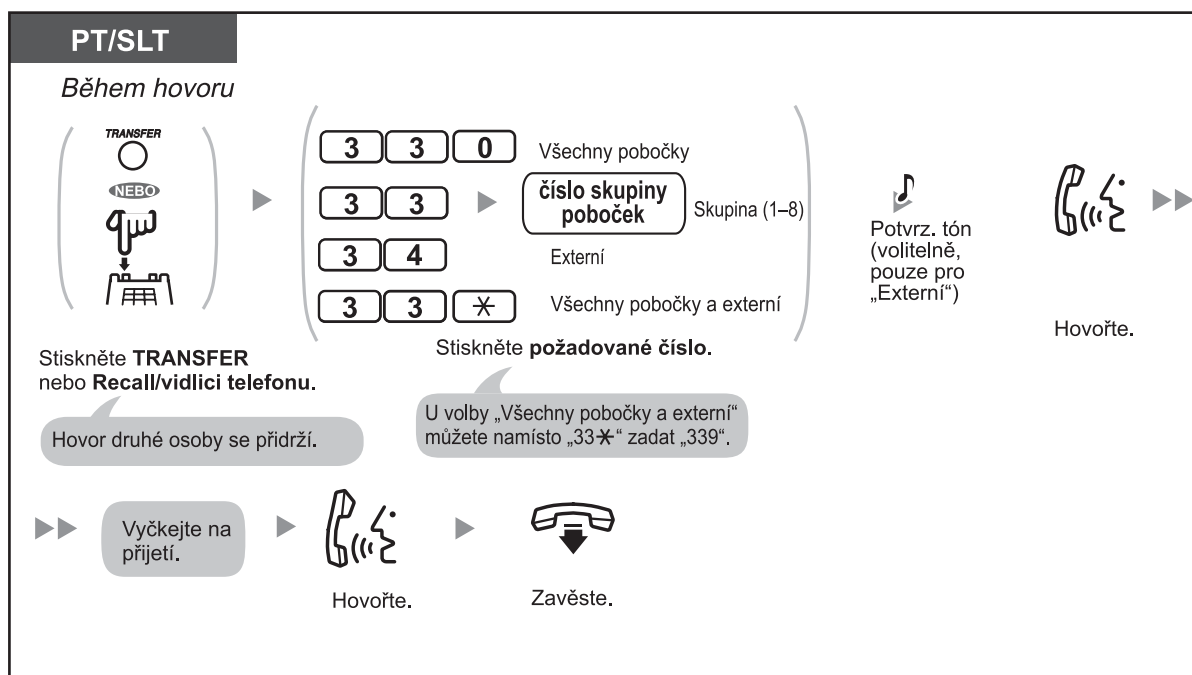 PT/SLT
Během hovoru
TRANSFER
NEBO
Stiskněte TRANSFER
nebo Recall/vidlici telefonu.
Hovor druhé osoby se přidrží.
3 3 0 Všechny pobočky
3 3 číslo skupiny
poboček Skupina (1–8)
3 4 Externí
3 3 ✳ Všechny pobočky a externí
Stiskněte požadované číslo.
U volby „Všechny pobočky a externí“
můžete namísto „33✳“ zadat „339“.
Potvrz. tón
(volitelně,
pouze pro
„Externí“)
Hovořte.
Vyčkejte na
přijetí.
Hovořte.
Zavěste.